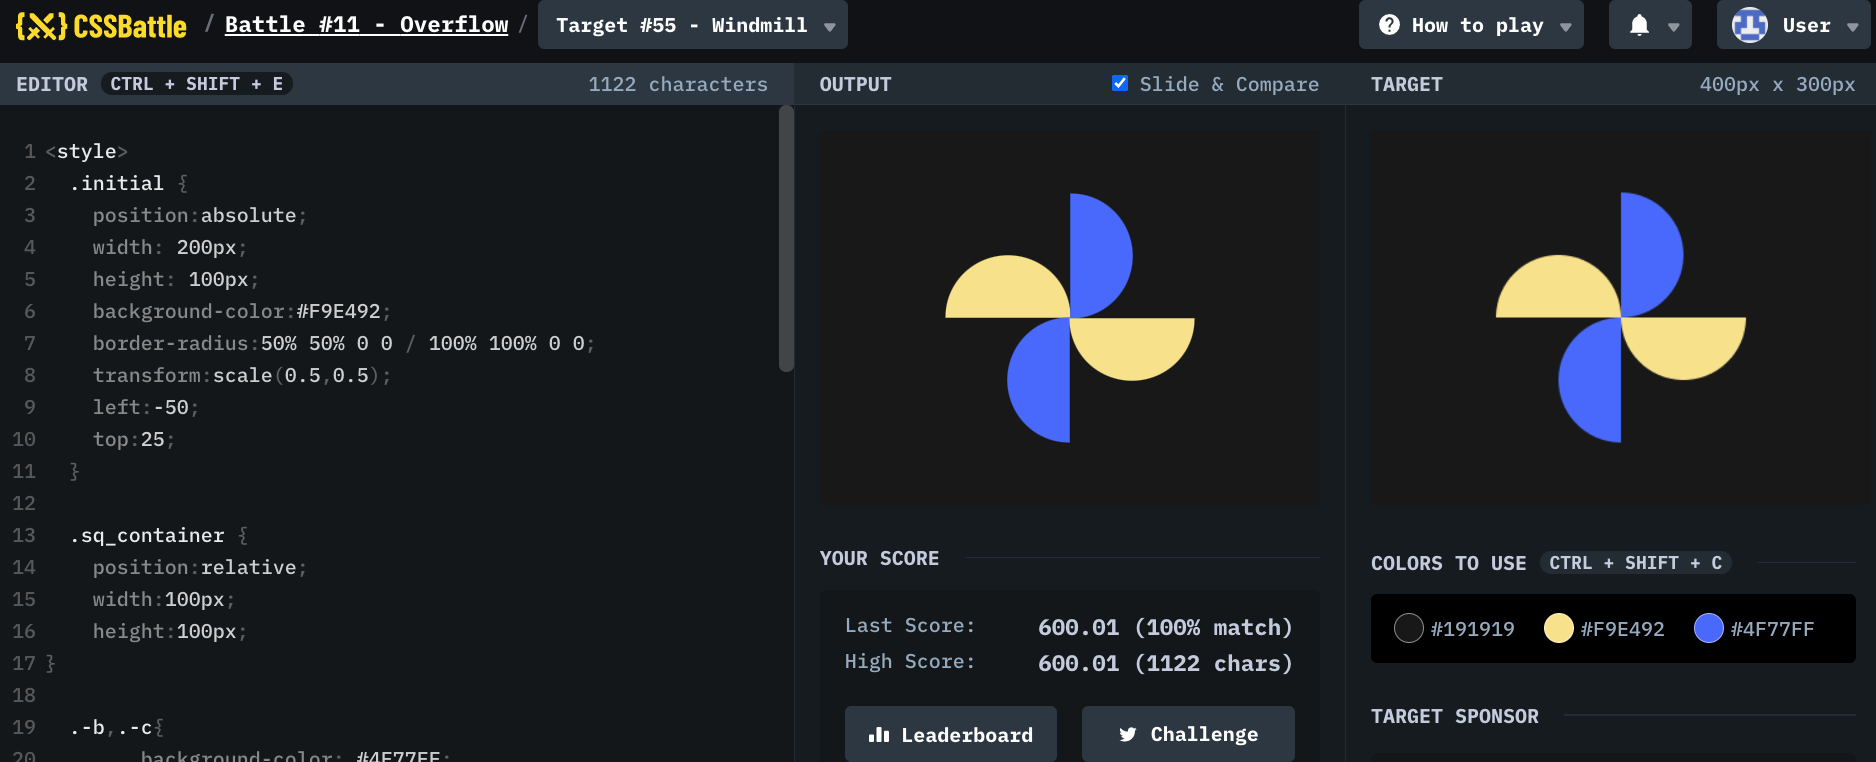 {/} CSSBattle / Battle #11 - Overflow / Target #55 - Windmill How to play User
EDITOR CTRL + SHIFT + E 1122 characters
OUTPUT Slide & Compare
TARGET 400px x 300px
1 <style>
2 .initial {
3 position:absolute;
4 width: 200px;
5 height: 100px;
6 background-color:#F9E492;
7 border-radius:50% 50% 0 0 / 100% 100% 0 0;
8 transform:scale(0.5,0.5);
9 left:-50;
10 top:25;
11 }
12
13 .sq_container {
14 position:relative;
15 width:100px;
16 height:100px;
17 }
18
19 .-b,.-c{
20 background-color: #4F77FF;
YOUR SCORE
Last Score: 600.01 (100% match)
High Score: 600.01 (1122 chars)
Leaderboard
Challenge
COLORS TO USE CTRL + SHIFT + C
#191919 #F9E492 #4F77FF
TARGET SPONSOR